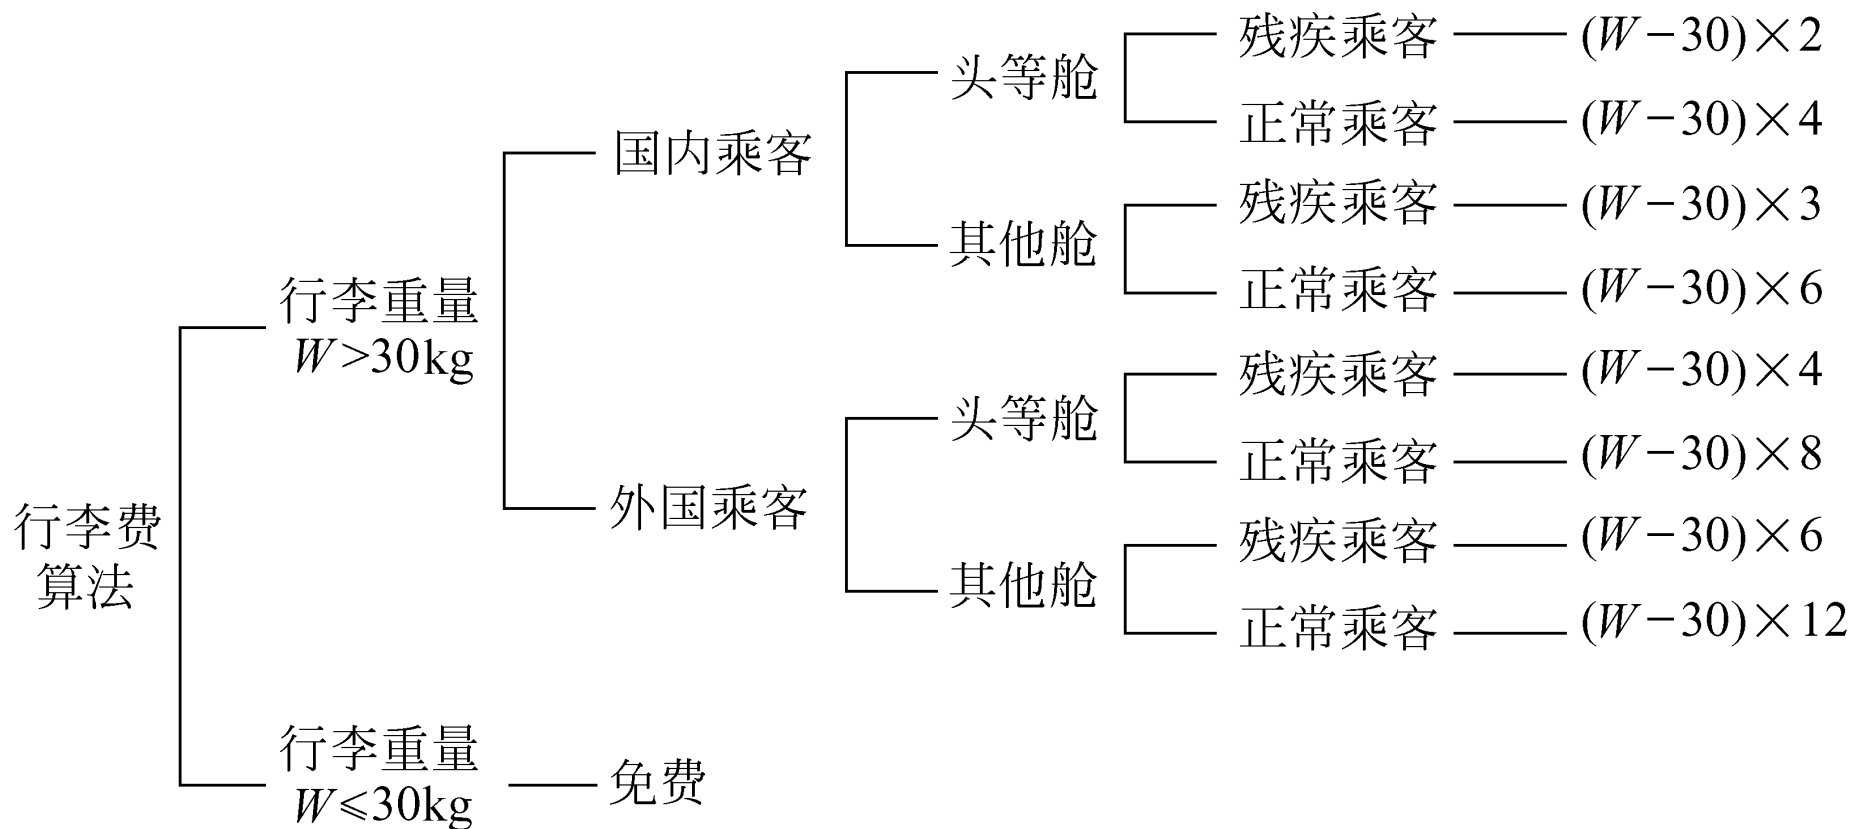 残疾乘客 (W-30)×2
头等舱
正常乘客 (W-30)×4
国内乘客
残疾乘客 (W-30)×3
其他舱
正常乘客 (W-30)×6
行李重量
W>30kg
残疾乘客 (W-30)×4
头等舱
正常乘客 (W-30)×8
外国乘客
残疾乘客 (W-30)×6
其他舱
正常乘客 (W-30)×12
行李费
算法
行李重量
W≤30kg
免费